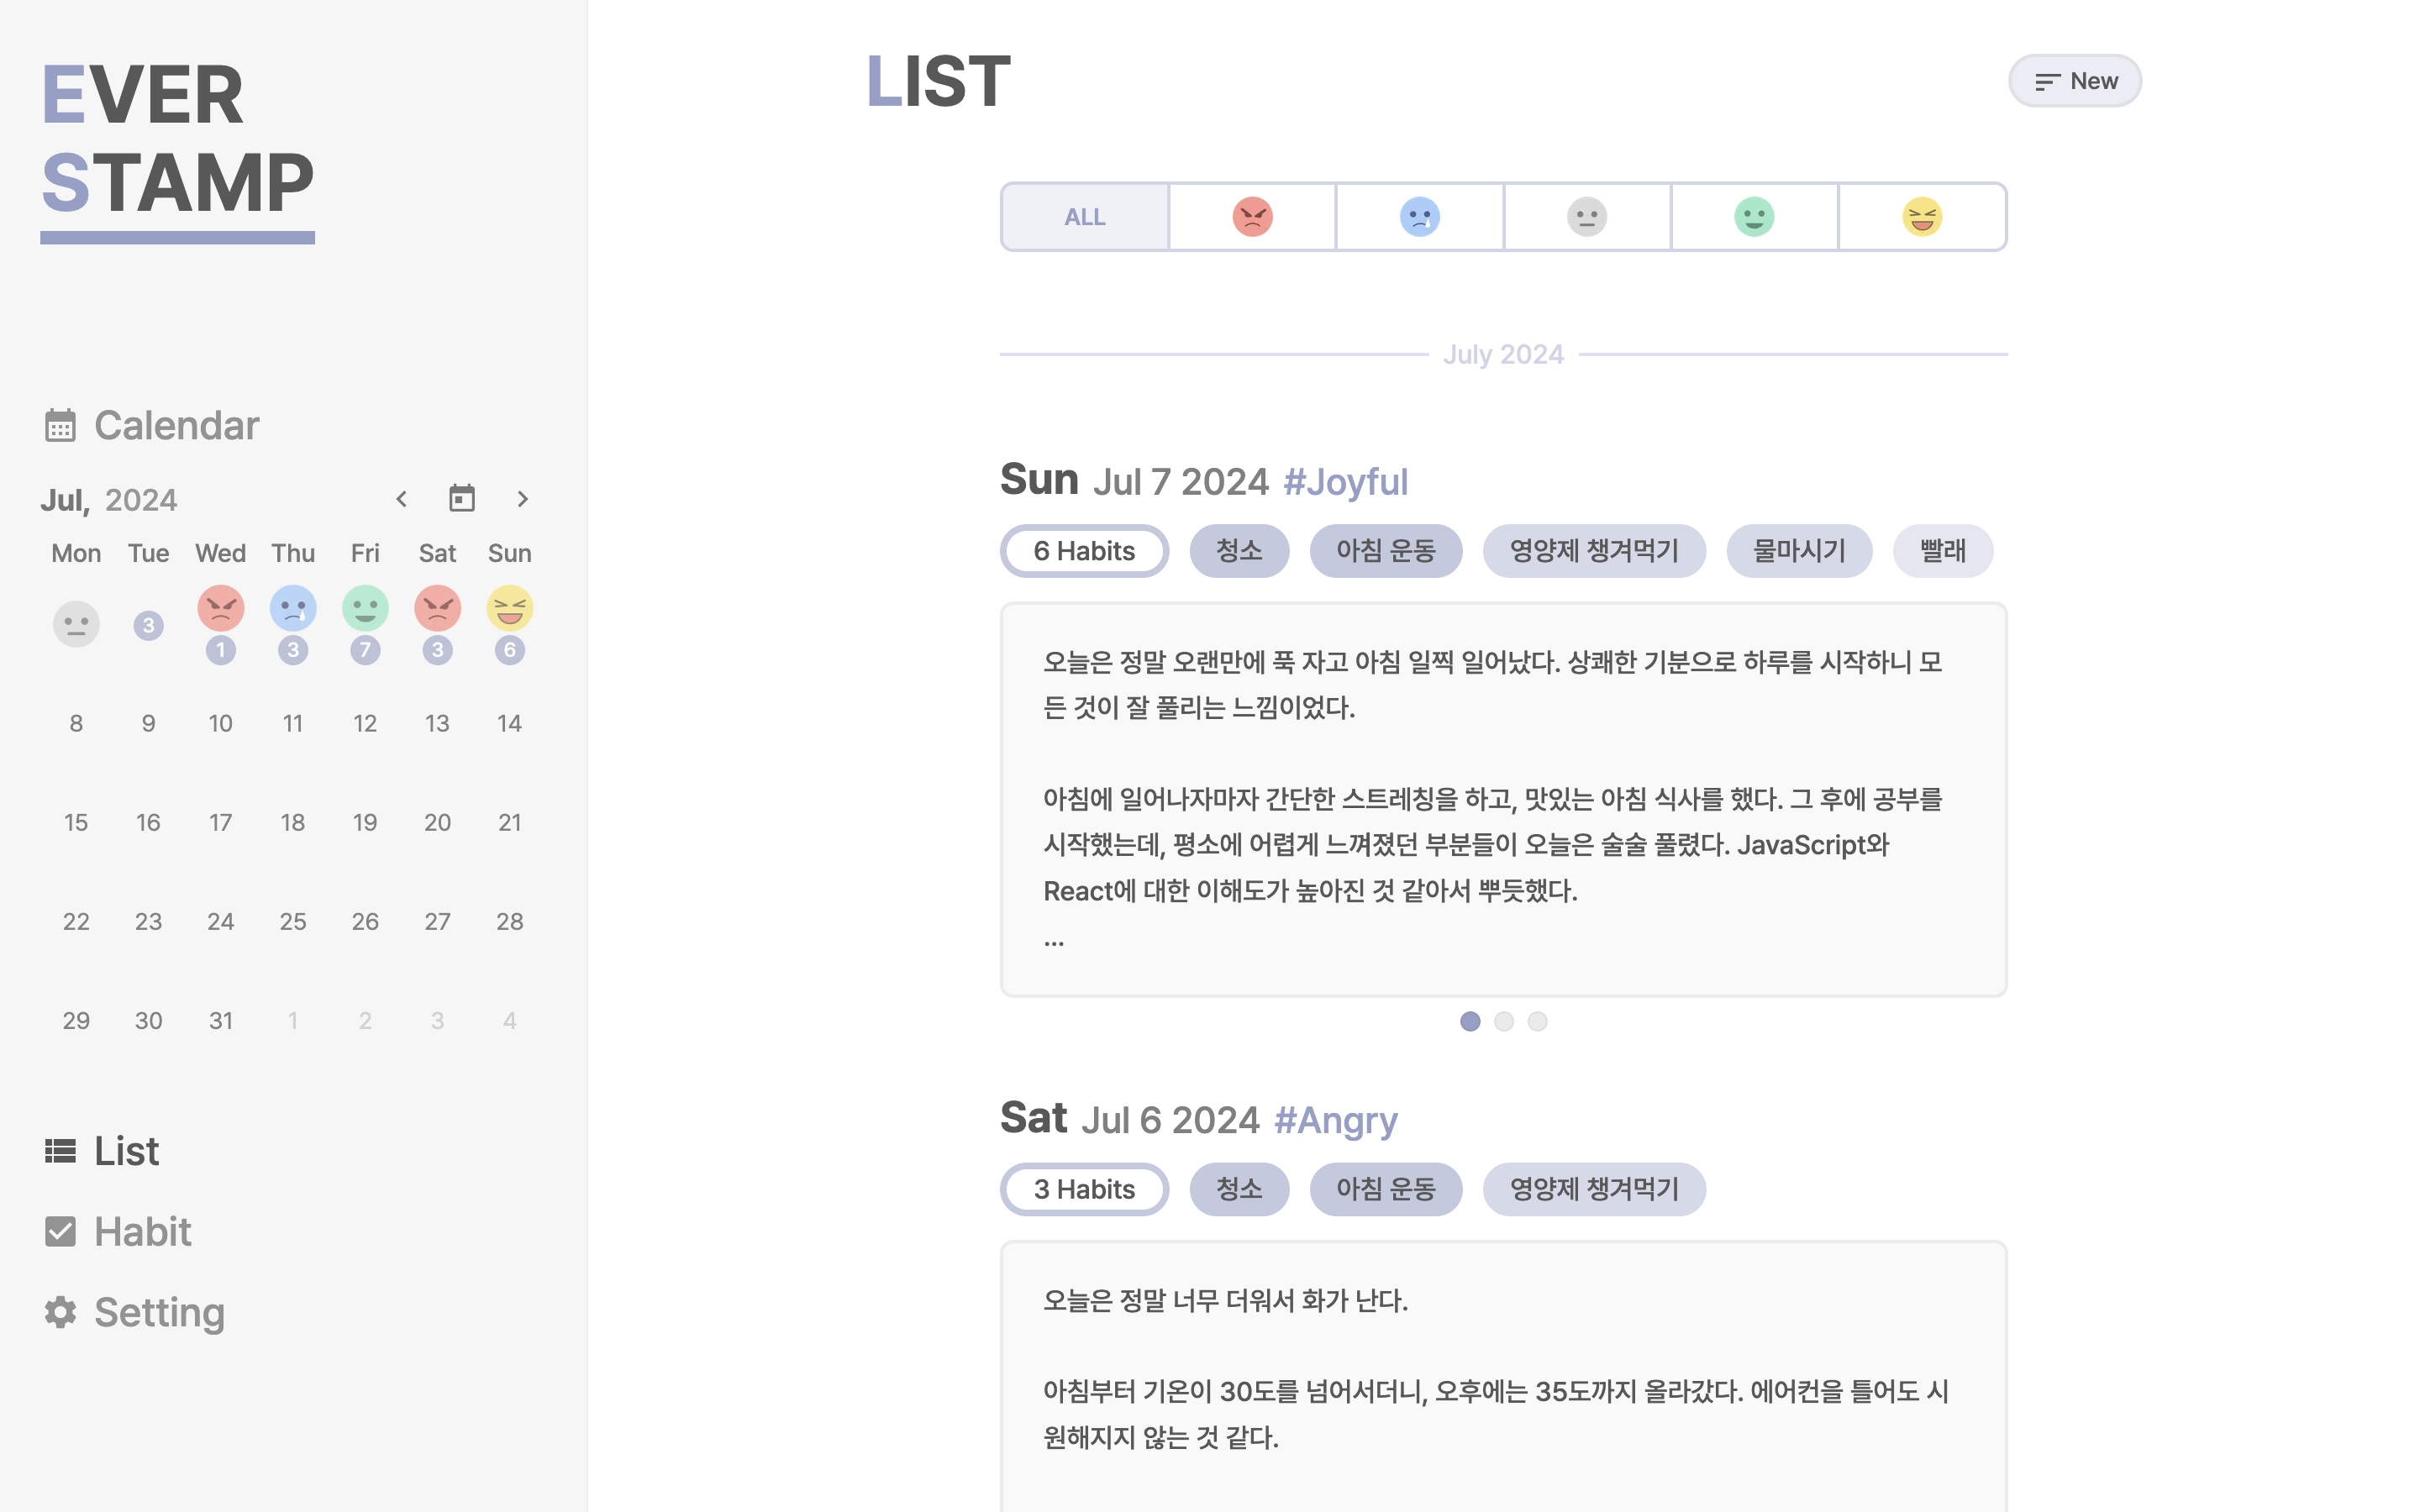 EVER
STAMP
Calendar
Jul, 2024
Mon Tue Wed Thu Fri Sat Sun
3
1 3 7 3 6
8 9 10 11 12 13 14
15 16 17 18 19 20 21
22 23 24 25 26 27 28
29 30 31 1 2 3 4
List
Habit
Setting
LIST
New
ALL
July 2024
Sun Jul 7 2024 #Joyful
6 Habits 청소 아침 운동 영양제 챙겨먹기 물마시기 빨래
오늘은 정말 오랜만에 푹 자고 아침 일찍 일어났다. 상쾌한 기분으로 하루를 시작하니 모
든 것이 잘 풀리는 느낌이었다.
아침에 일어나자마자 간단한 스트레칭을 하고, 맛있는 아침 식사를 했다. 그 후에 공부를
시작했는데, 평소에 어렵게 느껴졌던 부분들이 오늘은 술술 풀렸다. JavaScript와
React에 대한 이해도가 높아진 것 같아서 뿌듯했다.
...
Sat Jul 6 2024 #Angry
3 Habits 청소 아침 운동 영양제 챙겨먹기
오늘은 정말 너무 더워서 화가 난다.
아침부터 기온이 30도를 넘어서더니, 오후에는 35도까지 올라갔다. 에어컨을 틀어도 시
원해지지 않는 것 같다.